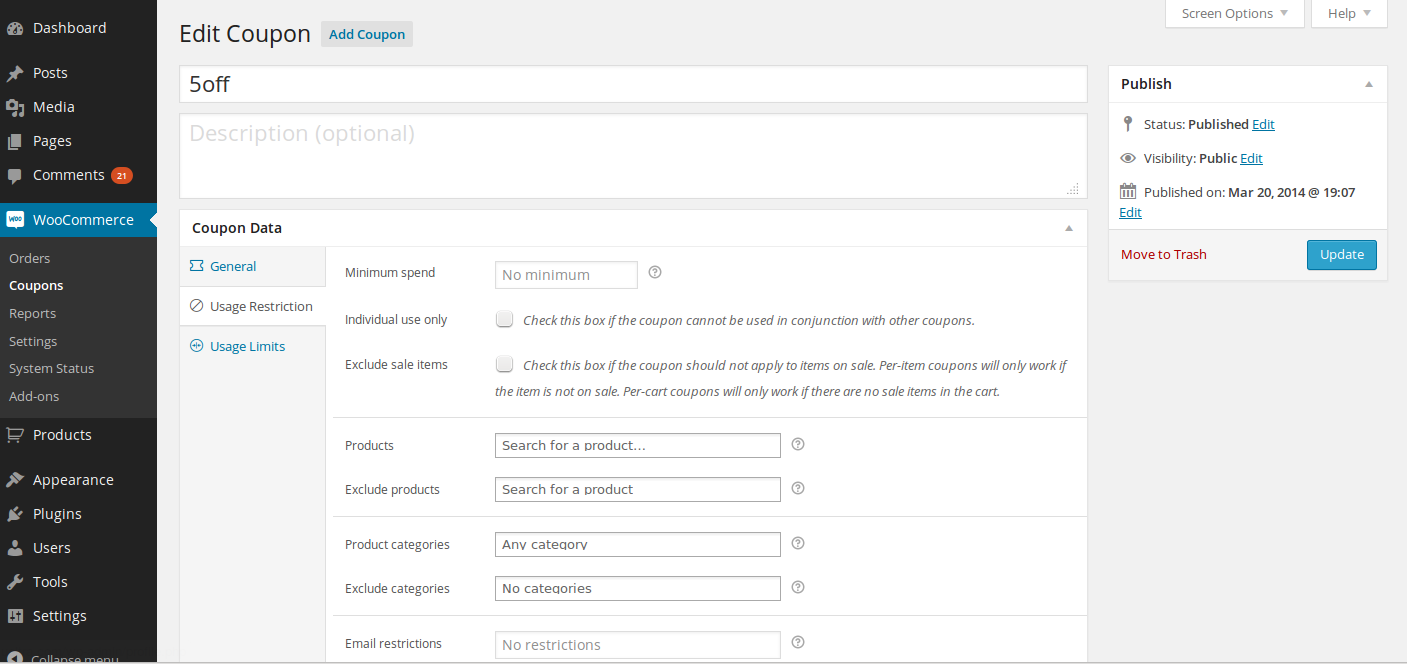 Dashboard
Posts
Media
Pages
Comments 21
Woo WooCommerce
Orders
Coupons
Reports
Settings
System Status
Add-ons
Products
Appearance
Plugins
Users
Tools
Settings
Collapse menu
Screen Options
Help
Edit Coupon Add Coupon
5off
Description (optional)
Coupon Data
General
Usage Restriction
Usage Limits
Minimum spend No minimum ?
Individual use only Check this box if the coupon cannot be used in conjunction with other coupons.
Exclude sale items Check this box if the coupon should not apply to items on sale. Per-item coupons will only work if
the item is not on sale. Per-cart coupons will only work if there are no sale items in the cart.
Products Search for a product... ?
Exclude products Search for a product ?
Product categories Any category ?
Exclude categories No categories ?
Email restrictions No restrictions ?
Publish
Status: Published Edit
Visibility: Public Edit
Published on: Mar 20, 2014 @ 19:07
Edit
Move to Trash Update